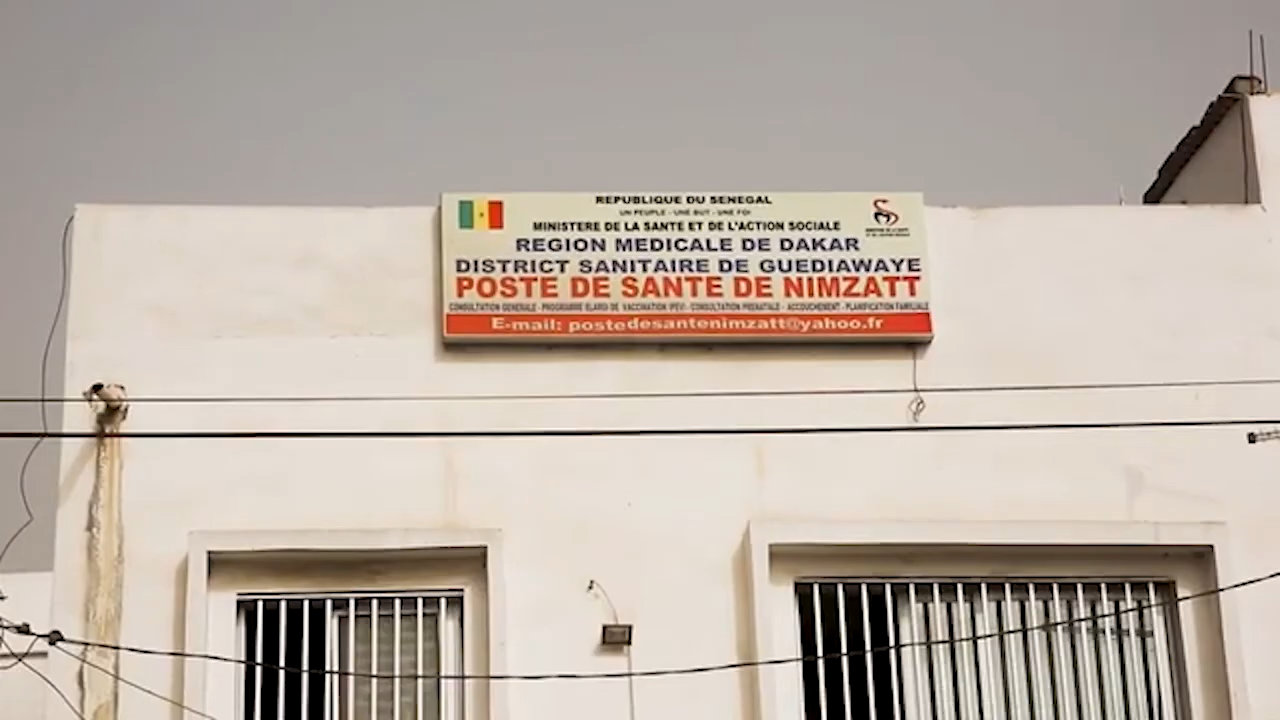 REPUBLIQUE DU SENEGAL
UN PEUPLE - UNE BUT - UNE FOI
MINISTERE DE LA SANTE ET DE L'ACTION SOCIALE
REGION MEDICALE DE DAKAR
DISTRICT SANITAIRE DE GUEDIAWAYE
POSTE DE SANTE DE NIMZATT
CONSULTATION GENERALE - PROGRAMME ELARGI DE VACCINATION (PEV) - CONSULTATION PRENATALE - ACCOUCHEMENT - PLANIFICATION FAMILIALE
E-mail: postedesantenimzatt@yahoo.fr